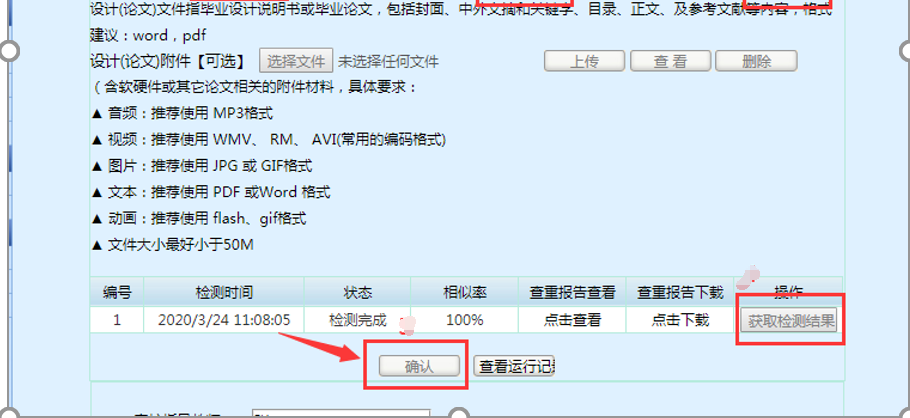 设计(论文)文件指毕业设计说明书或毕业论文，包括封面、中外文摘和关键字、目录、正文、及参考文献等内容，格式
建议：word，pdf
设计(论文)附件【可选】 选择文件 未选择任何文件 上传 查 看 删除
（含软硬件或其它论文相关的附件材料，具体要求：
▲ 音频：推荐使用 MP3格式
▲ 视频：推荐使用 WMV、 RM、 AVI(常用的编码格式)
▲ 图片：推荐使用 JPG 或 GIF格式
▲ 文本：推荐使用 PDF 或Word 格式
▲ 动画：推荐使用 flash、gif格式
▲ 文件大小最好小于50M
编号 检测时间 状态 相似率 查重报告查看 查重报告下载 操作
1 2020/3/24 11:08:05 检测完成 100% 点击查看 点击下载 获取检测结果
确认 查看运行记